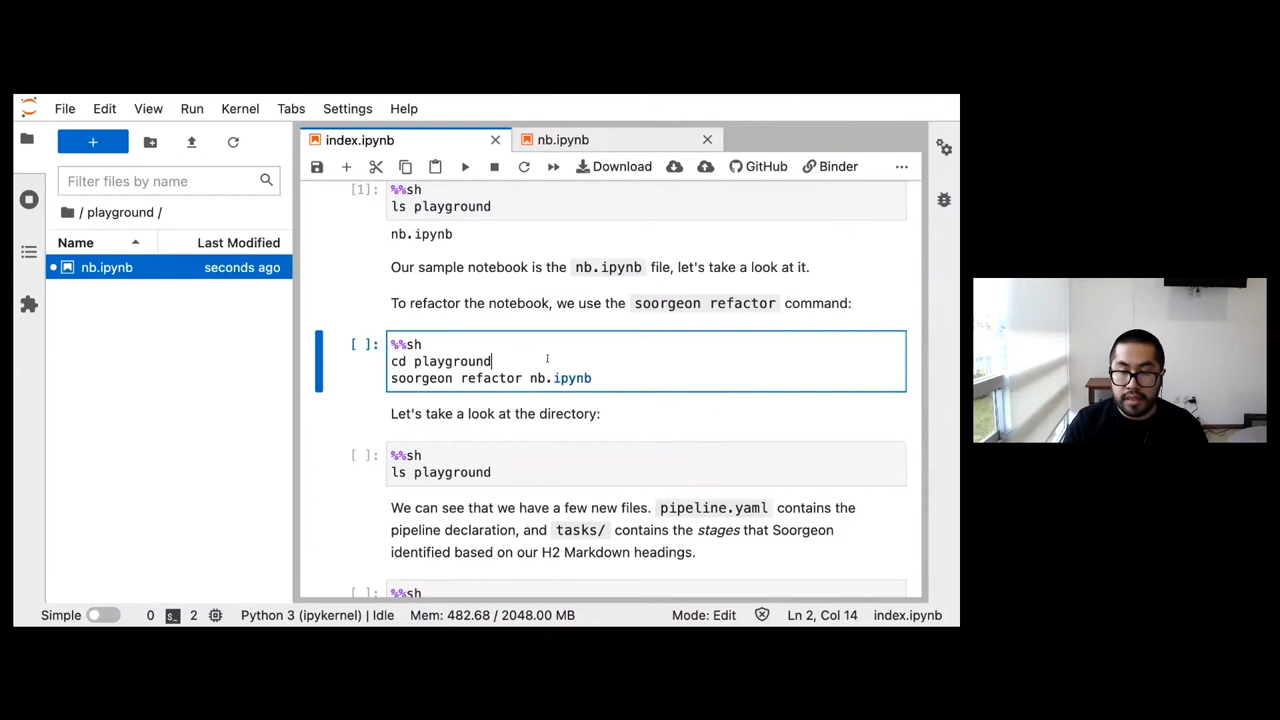 File Edit View Run Kernel Tabs Settings Help
index.ipynb
nb.ipynb
+
Download
GitHub
Binder
Filter files by name
/ playground /
Name
Last Modified
nb.ipynb
seconds ago
[1]:
%%sh
ls playground
nb.ipynb
Our sample notebook is the nb.ipynb file, let's take a look at it.
To refactor the notebook, we use the soorgeon refactor command:
[ ]:
%%sh
cd playground
soorgeon refactor nb.ipynb
Let's take a look at the directory:
[ ]:
%%sh
ls playground
We can see that we have a few new files. pipeline.yaml contains the
pipeline declaration, and tasks/ contains the stages that Soorgeon
identified based on our H2 Markdown headings.
[ ]:
%%sh
Simple 0 $_ 2 Python 3 (ipykernel) | Idle Mem: 482.68 / 2048.00 MB Mode: Edit Ln 2, Col 14 index.ipynb